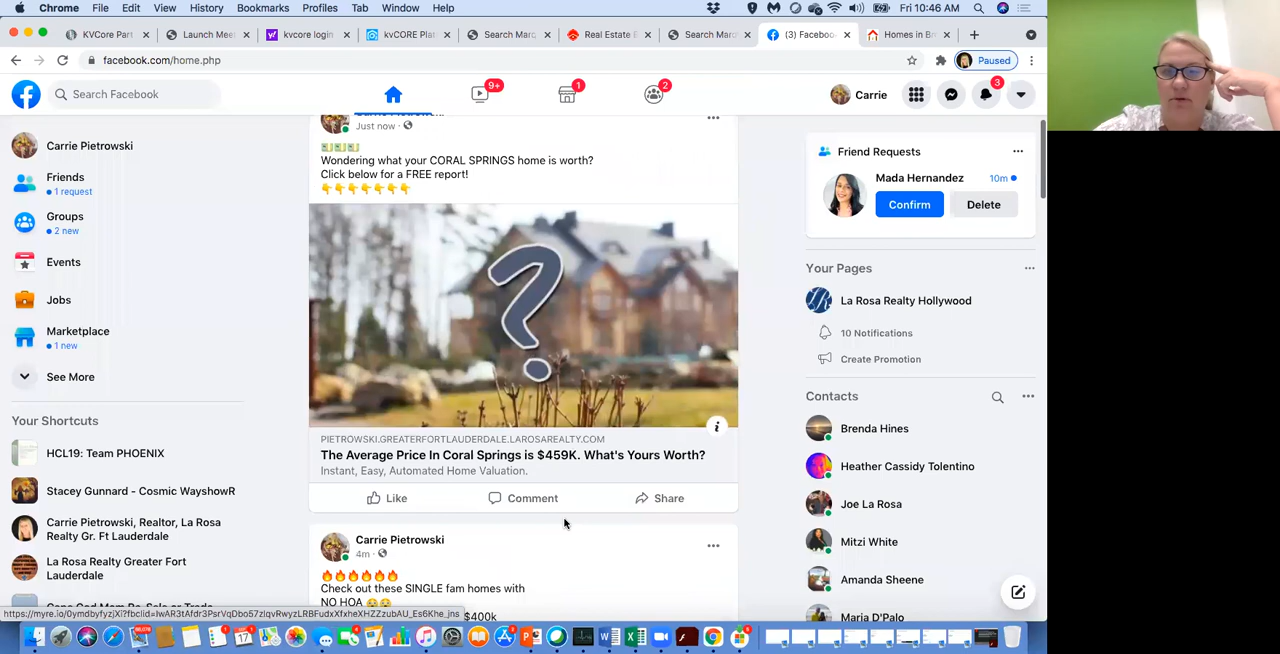 Chrome File Edit View History Bookmarks Profiles Tab Window Help Fri 10:46 AM
KVCore Part Launch Mee kvcore login kvCORE Pla Search Marc Real Estate E Search Marc (3) Faceboo Homes in Br
facebook.com/home.php Paused
Search Facebook 9+ 1 2 Carrie 3
Carrie Pietrowski
Friends
1 request
Groups
2 new
Events
Jobs
Marketplace
1 new
See More
Your Shortcuts
HCL19: Team PHOENIX
Stacey Gunnard - Cosmic WayshowR
Carrie Pietrowski, Realtor, La Rosa
Realty Gr. Ft Lauderdale
La Rosa Realty Greater Fort
Lauderdale
Just now
Wondering what your CORAL SPRINGS home is worth?
Click below for a FREE report!
?
PIETROWSKI.GREATERFORTLAUDERDALE.LAROSAREALTY.COM
The Average Price In Coral Springs is $459K. What's Yours Worth?
Instant, Easy, Automated Home Valuation.
Like Comment Share
Carrie Pietrowski
4m
Check out these SINGLE fam homes with
NO HOA
$400k
Friend Requests
Mada Hernandez 10m
Confirm Delete
Your Pages
La Rosa Realty Hollywood
10 Notifications
Create Promotion
Contacts
Brenda Hines
Heather Cassidy Tolentino
Joe La Rosa
Mitzi White
Amanda Sheene
Maria D'Palo